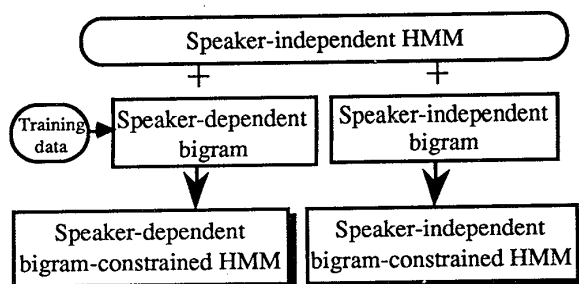 Speaker-independent HMM
+ +
Training
data
Speaker-dependent
bigram
Speaker-independent
bigram
Speaker-dependent
bigram-constrained HMM
Speaker-independent
bigram-constrained HMM